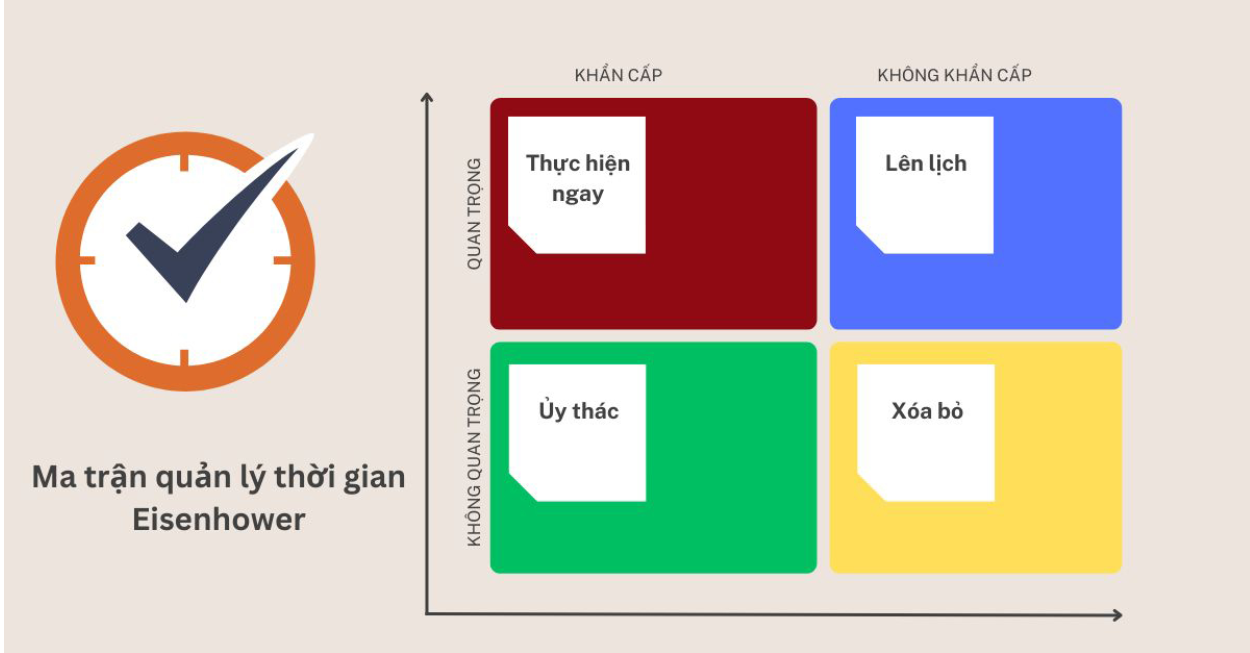 KHẨN CẤP
KHÔNG KHẨN CẤP
QUAN TRỌNG
Thực hiện
ngay
Lên lịch
KHÔNG QUAN TRỌNG
Ủy thác
Xóa bỏ
Ma trận quản lý thời gian
Eisenhower